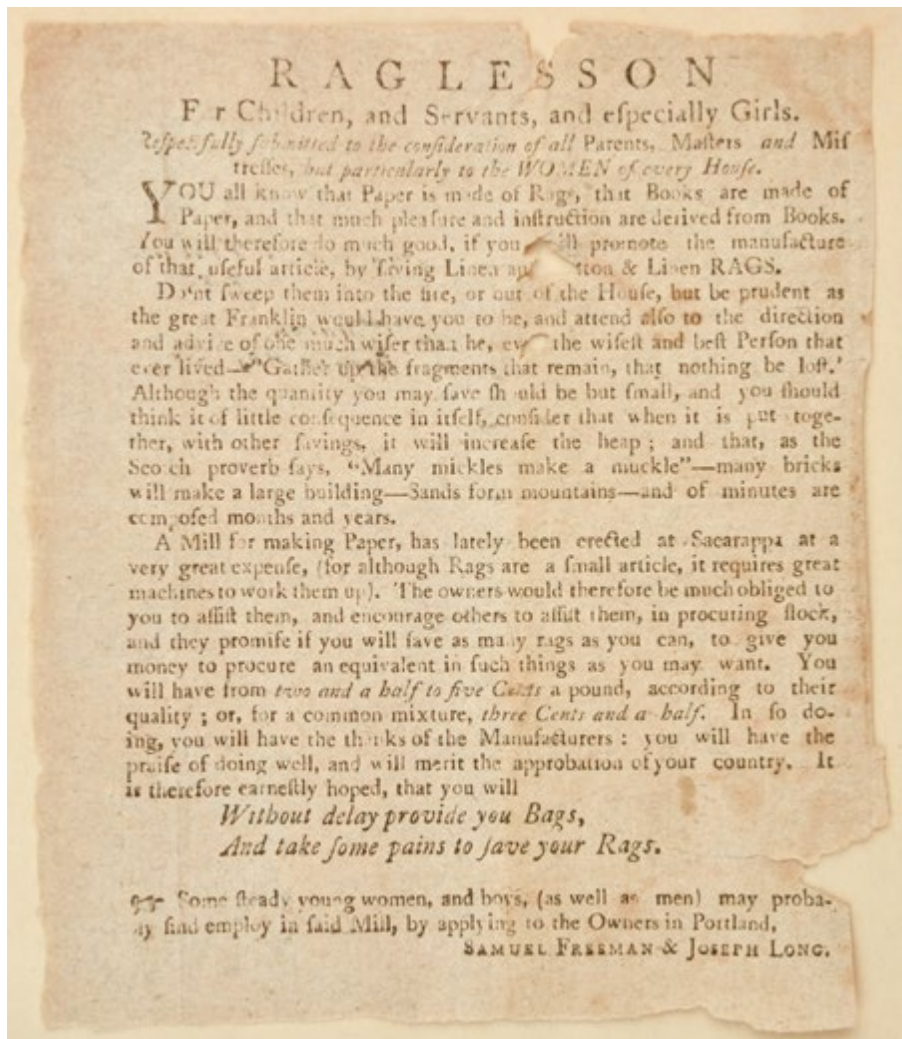 RAG LESSON
For Children, and Servants, and eſpecially Girls.
Reſpectfully ſubmitted to the conſideration of all Parents, Maſters and Miſ
treſſes, but particularly to the WOMEN of every Houſe.
YOU all know that Paper is made of Rags, that Books are made of
Paper, and that much pleaſure and inſtruction are derived from Books.
You will therefore do much good, if you will promote the manufacture
of that uſeful article, by ſaving Linen and Cotton & Linen RAGS.
Do'nt ſweep them into the fire, or out of the Houſe, but be prudent as
the great Franklin would have you to be, and attend alſo to the direction
and advice of one much wiſer than he, even the wiſeſt and beſt Perſon that
ever lived—"Gather up the fragments that remain, that nothing be loſt.'
Although the quantity you may ſave ſhould be but ſmall, and you ſhould
think it of little conſequence in itſelf, conſider that when it is put toge-
ther, with other ſavings, it will increaſe the heap; and that, as the
Scotch proverb ſays, "Many mickles make a muckle"—many bricks
will make a large building—Sands form mountains—and of minutes are
compoſed months and years.
A Mill for making Paper, has lately been erected at Sacarappa at a
very great expenſe, (for although Rags are a ſmall article, it requires great
machines to work them up). The owners would therefore be much obliged to
you to aſſiſt them, and encourage others to aſſiſt them, in procuring ſtock,
and they promiſe if you will ſave as many rags as you can, to give you
money to procure an equivalent in ſuch things as you may want. You
will have from two and a half to five Cents a pound, according to their
quality; or, for a common mixture, three Cents and a half. In ſo do-
ing, you will have the thanks of the Manufacturers: you will have the
praiſe of doing well, and will merit the approbation of your country. It
is therefore earneſtly hoped, that you will
Without delay provide you Bags,
And take ſome pains to ſave your Rags.
☞ Some ſteady young women, and boys, (as well as men) may proba-
bly find employ in ſaid Mill, by applying to the Owners in Portland,
SAMUEL FREEMAN & JOSEPH LONG.